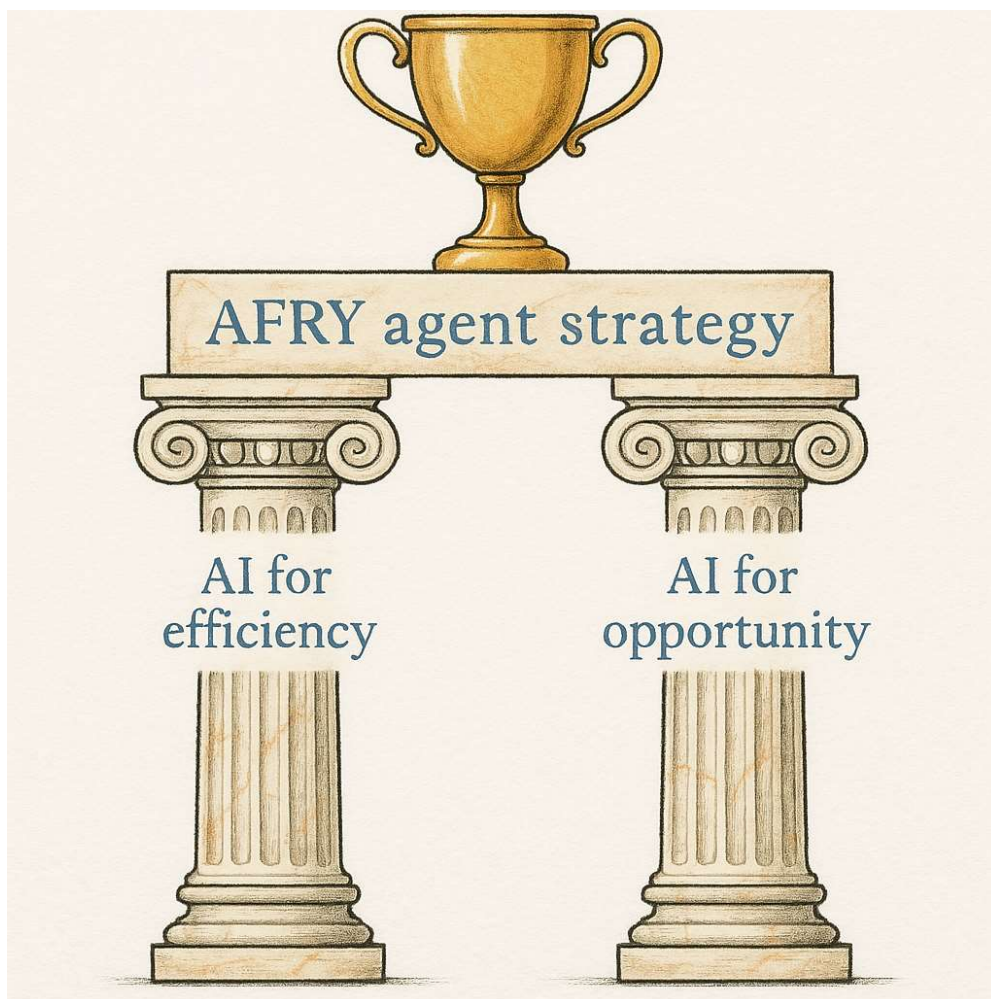 AFRY agent strategy
AI for
efficiency
AI for
opportunity